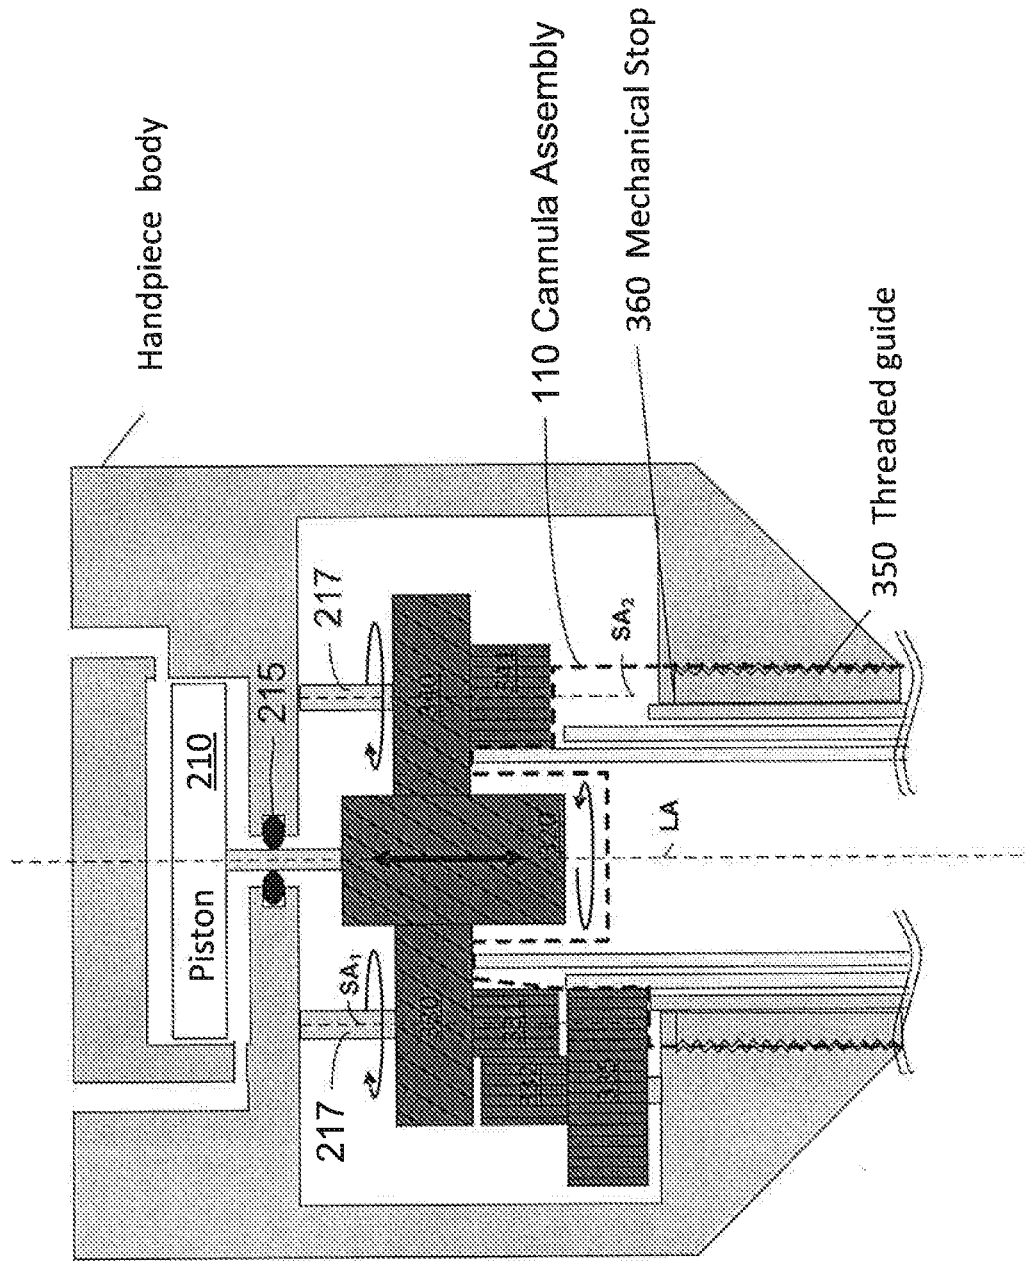 Handpiece body
Piston
210
215
217
217
SA₁
SA₂
LA
110 Cannula Assembly
360 Mechanical Stop
350 Threaded guide